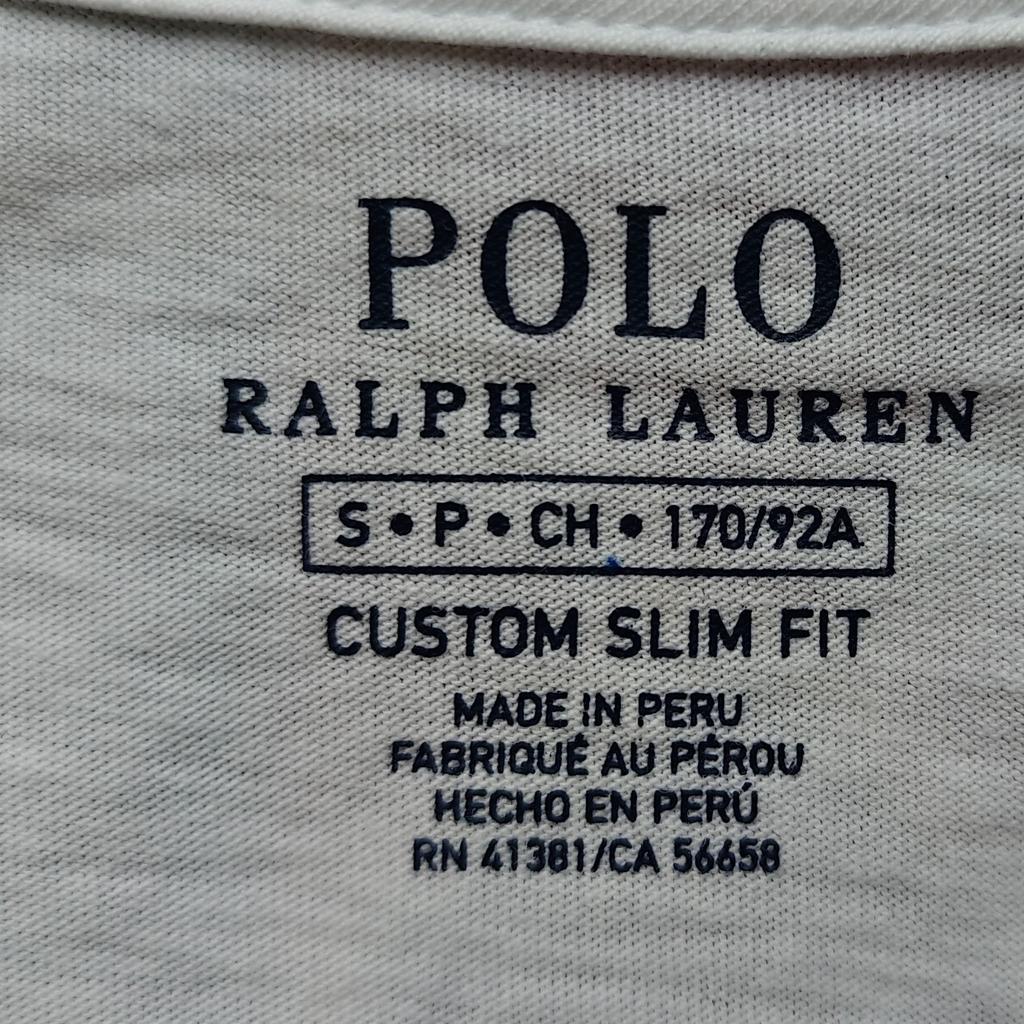 POLO
RALPH LAUREN
S • P • CH • 170/92A
CUSTOM SLIM FIT
MADE IN PERU
FABRIQUÉ AU PÉROU
HECHO EN PERÚ
RN 41381/CA 56658